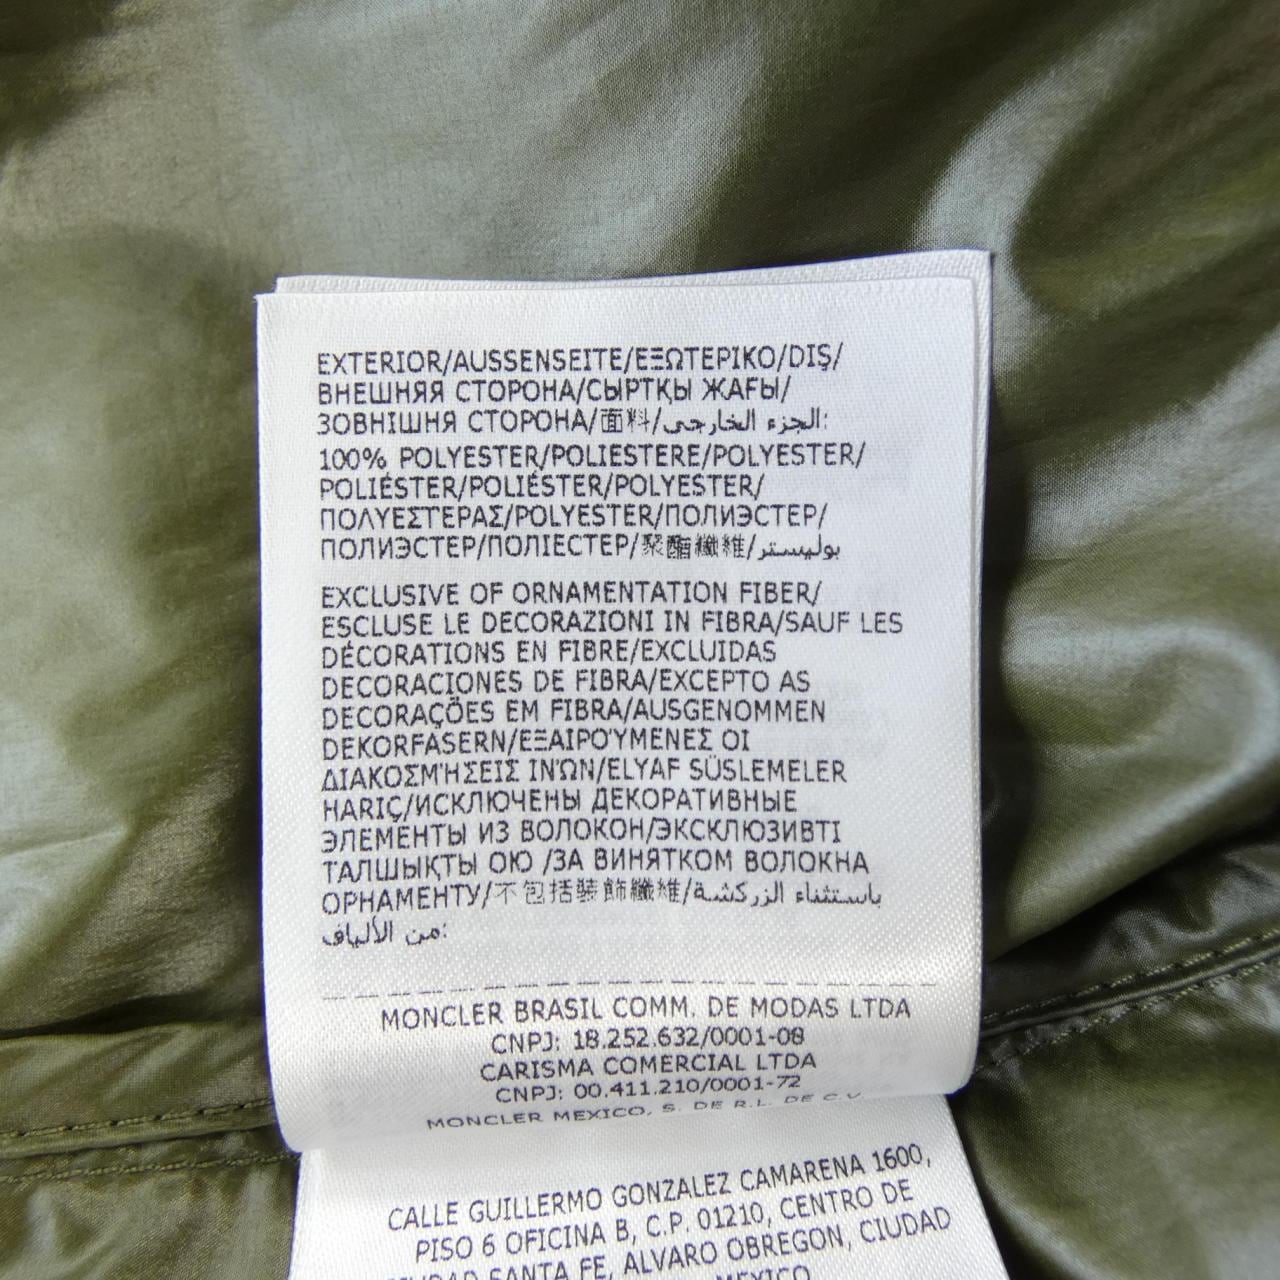 EXTERIOR/AUSSENSEITE/ΕΞΩΤΕΡΙΚΟ/DIŞ/
ВНЕШНЯЯ СТОРОНА/СЫРТҚЫ ЖАҒЫ/
ЗОВНІШНЯ СТОРОНА/面料/الجزء الخارجي:
100% POLYESTER/POLIESTERE/POLYESTER/
POLIÉSTER/POLIÉSTER/POLYESTER/
ΠΟΛΥΕΣΤΕΡΑΣ/POLYESTER/ПОЛИЭСТЕР/
ПОЛИЭСТЕР/ПОЛІЕСТЕР/聚酯纖維/بوليستر
EXCLUSIVE OF ORNAMENTATION FIBER/
ESCLUSE LE DECORAZIONI IN FIBRA/SAUF LES
DÉCORATIONS EN FIBRE/EXCLUIDAS
DECORACIONES DE FIBRA/EXCEPTO AS
DECORAÇÕES EM FIBRA/AUSGENOMMEN
DEKORFASERN/ΕΞΑΙΡΟΎΜΕΝΕΣ ΟΙ
ΔΙΑΚΟΣΜΉΣΕΙΣ ΙΝΏΝ/ELYAF SÜSLEMELER
HARIÇ/ИСКЛЮЧЕНЫ ДЕКОРАТИВНЫЕ
ЭЛЕМЕНТЫ ИЗ ВОЛОКОН/ЭКСКЛЮЗИВТІ
ТАЛШЫҚТЫ ОЮ /ЗА ВИНЯТКОМ ВОЛОКНА
ОРНАМЕНТУ/不包括裝飾纖維/باستثناء الزركشة
من الألياف:
MONCLER BRASIL COMM. DE MODAS LTDA
CNPJ: 18.252.632/0001-08
CARISMA COMERCIAL LTDA
CNPJ: 00.411.210/0001-72
MONCLER MEXICO, S. DE R.L. DE C.V.
CALLE GUILLERMO GONZALEZ CAMARENA 1600,
PISO 6 OFICINA B, C.P. 01210, CENTRO DE
CIUDAD SANTA FE, ALVARO OBREGON, CIUDAD
MEXICO